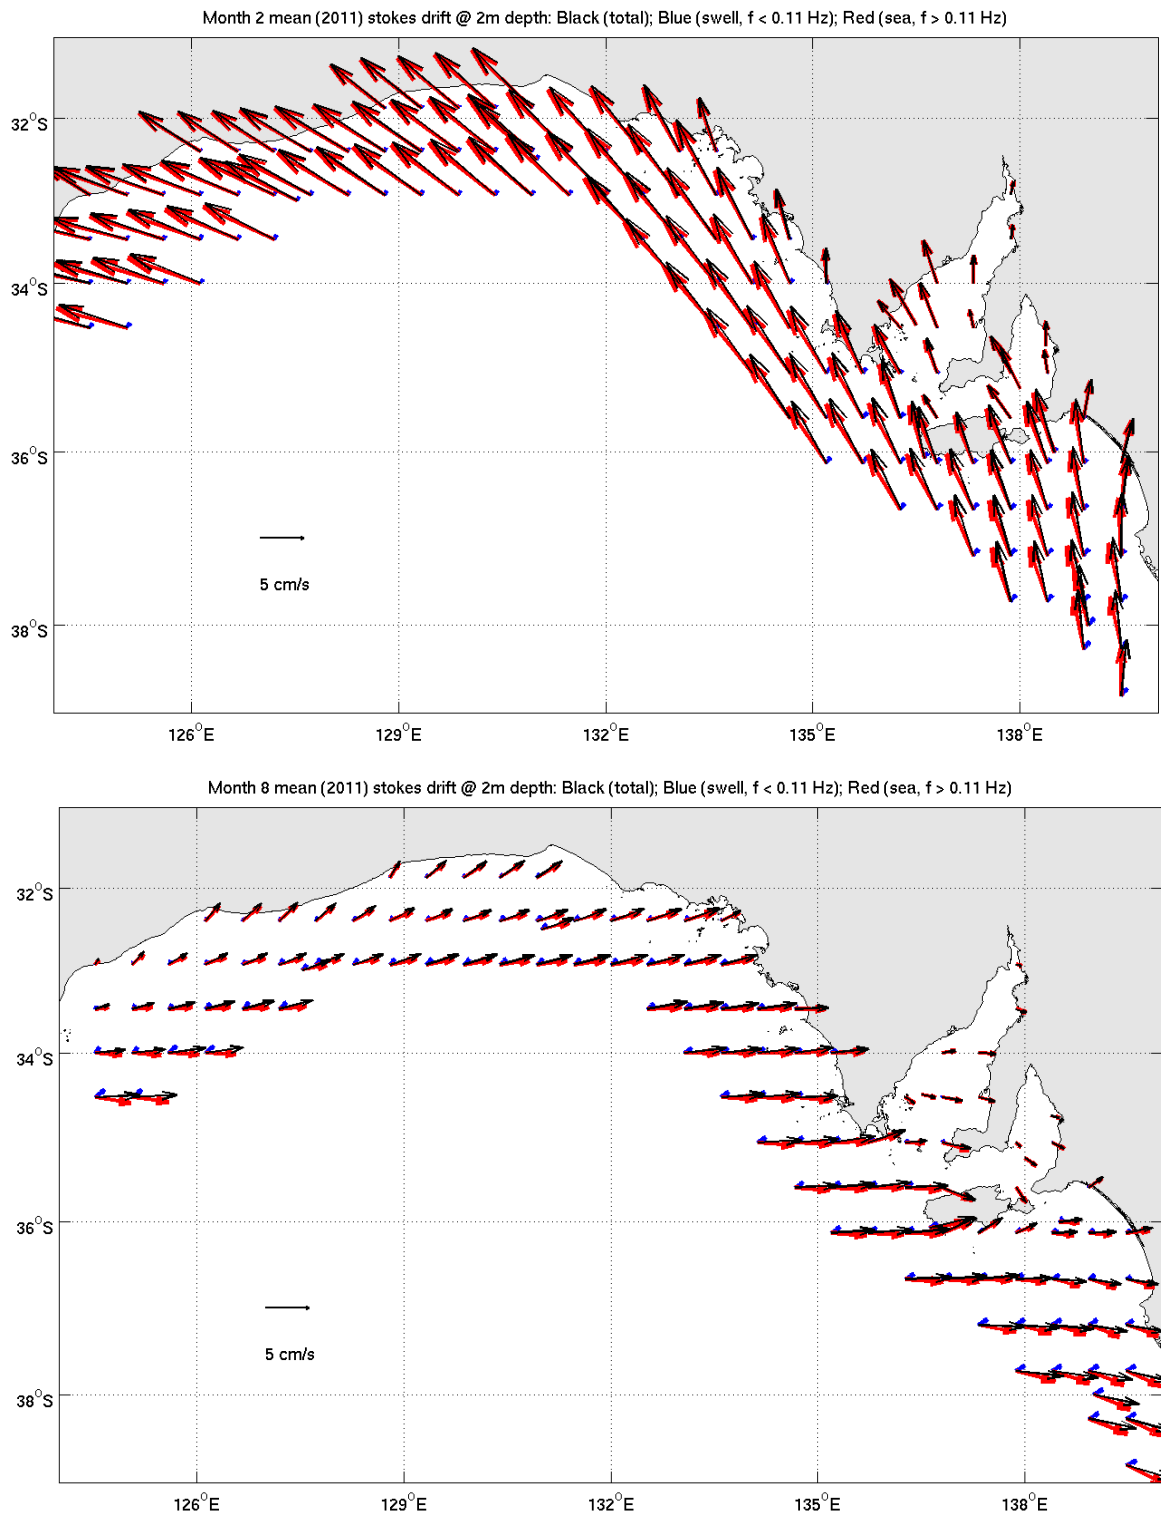 Month 2 mean (2011) stokes drift @ 2m depth: Black (total); Blue (swell, f < 0.11 Hz); Red (sea, f > 0.11 Hz)
32°S
34°S
36°S
5 cm/s
38°S
126°E 129°E 132°E 135°E 138°E
Month 8 mean (2011) stokes drift @ 2m depth: Black (total); Blue (swell, f < 0.11 Hz); Red (sea, f > 0.11 Hz)
32°S
34°S
36°S
5 cm/s
38°S
126°E 129°E 132°E 135°E 138°E